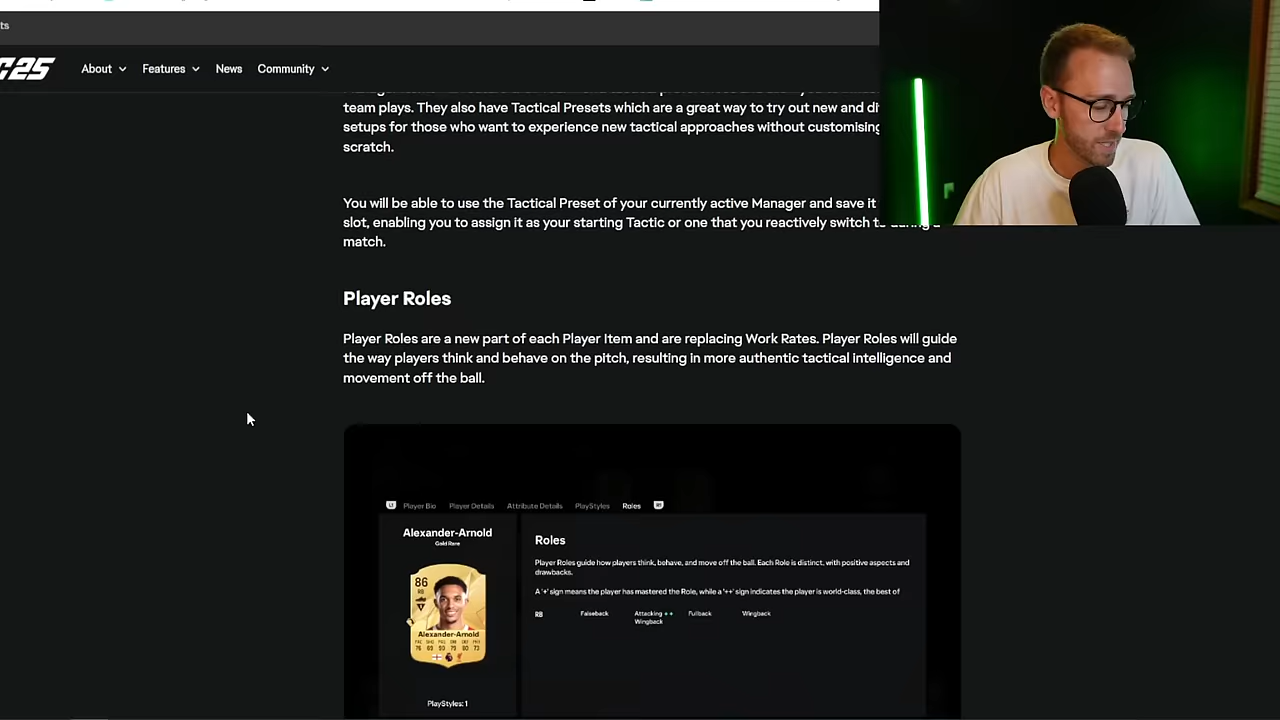 ts
C25
About
Features
News
Community
team plays. They also have Tactical Presets which are a great way to try out new and di
setups for those who want to experience new tactical approaches without customising
scratch.
You will be able to use the Tactical Preset of your currently active Manager and save it
slot, enabling you to assign it as your starting Tactic or one that you reactively switch to during a
match.
Player Roles
Player Roles are a new part of each Player Item and are replacing Work Rates. Player Roles will guide
the way players think and behave on the pitch, resulting in more authentic tactical intelligence and
movement off the ball.
Player Bio
Player Details
Attribute Details
PlayStyles
Roles
Alexander-Arnold
Gold Rare
86
RB
Alexander-Arnold
PlayStyles: 1
Roles
Player Roles guide how players think, behave, and move off the ball. Each Role is distinct, with positive aspects and
drawbacks.
A '+' sign means the player has mastered the Role, while a '++' sign indicates the player is world-class, the best of
RB
Falseback
Attacking ++
Wingback
Fullback
Wingback